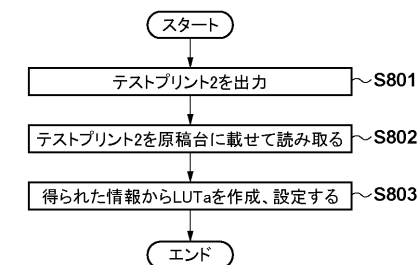 スタート
テストプリント2を出力 S801
テストプリント2を原稿台に載せて読み取る S802
得られた情報からLUTaを作成、設定する S803
エンド